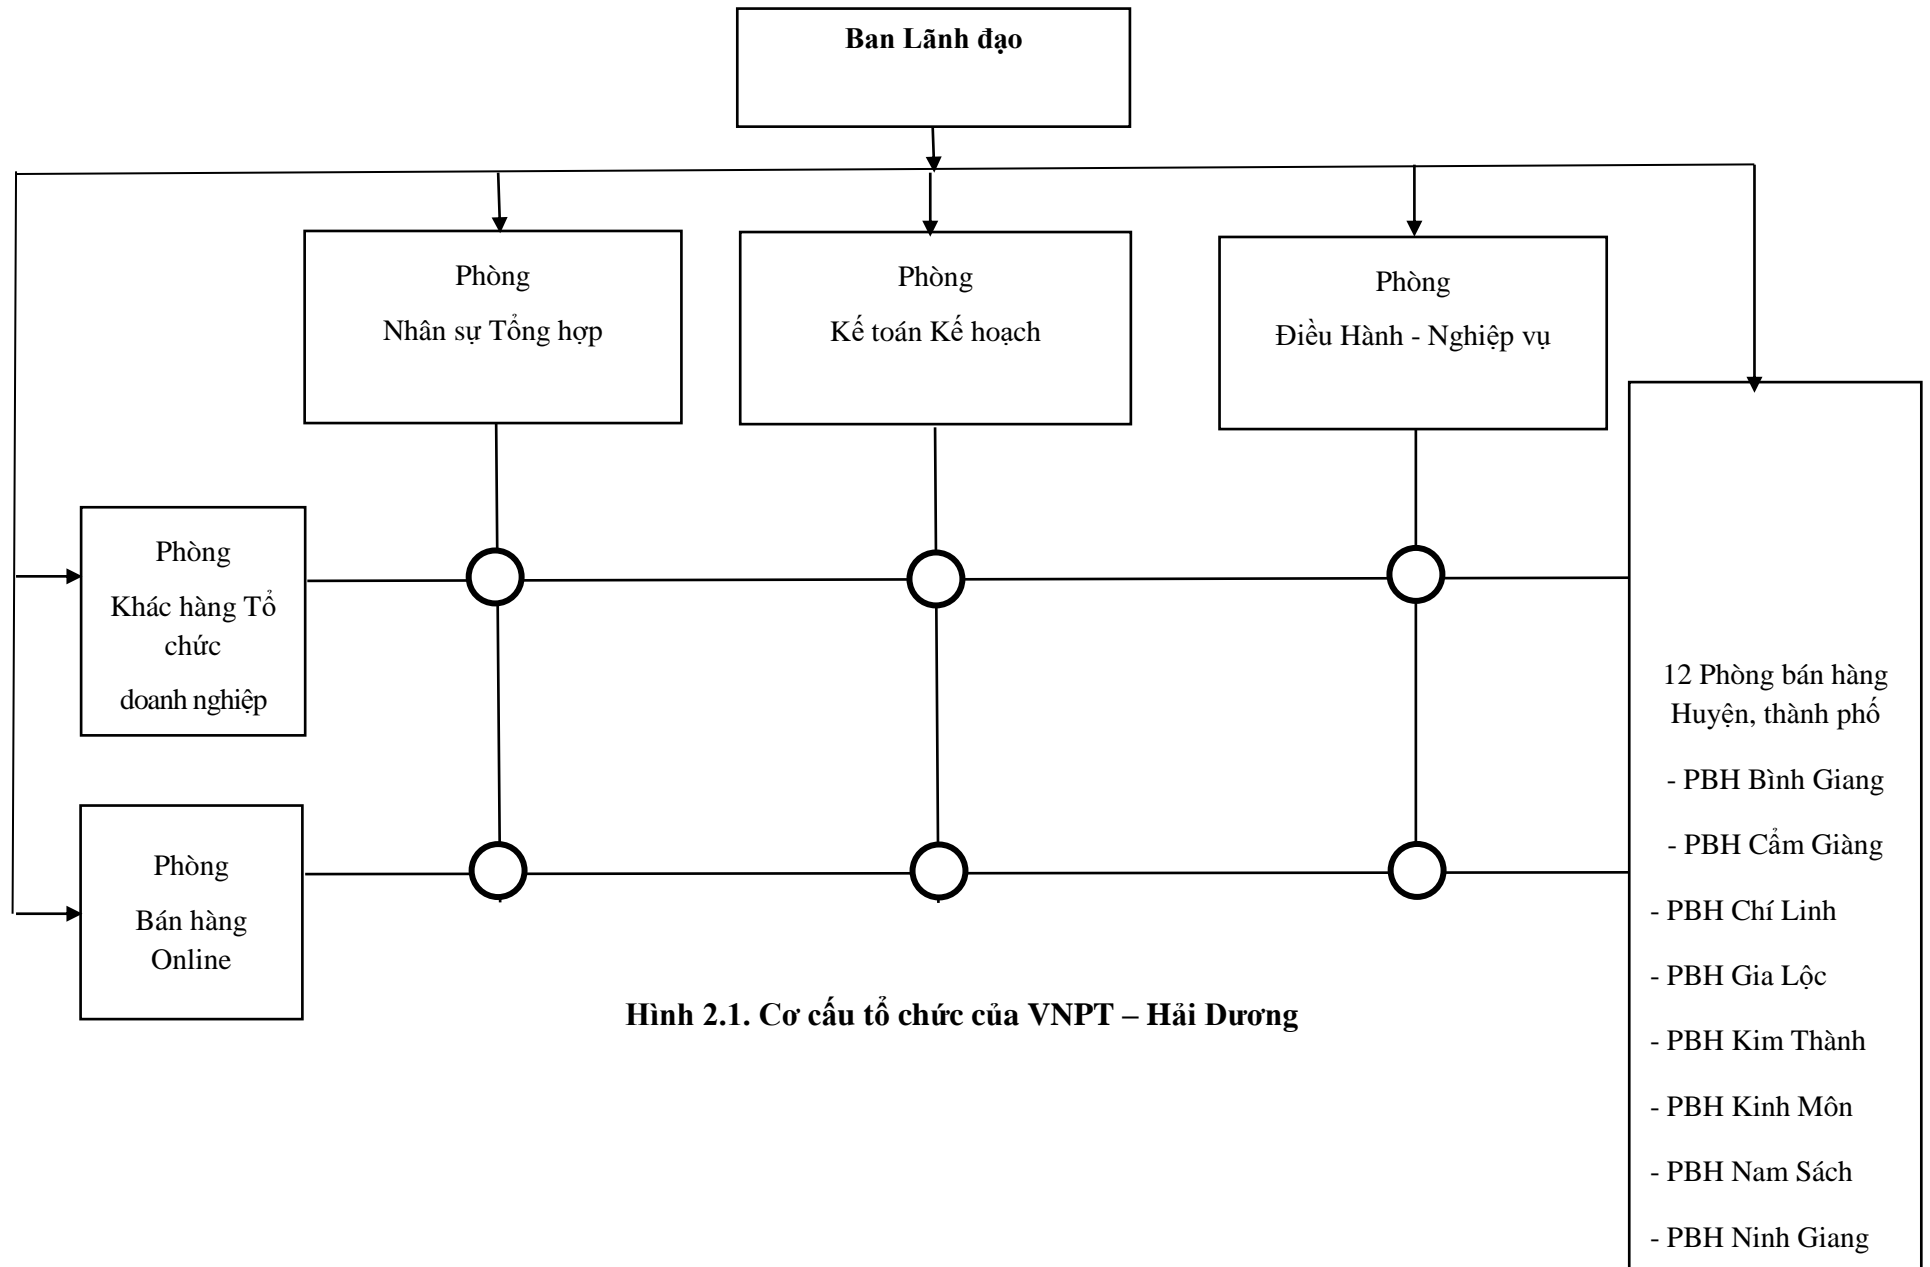 Ban Lãnh đạo
Phòng
Nhân sự Tổng hợp
Phòng
Kế toán Kế hoạch
Phòng
Điều Hành - Nghiệp vụ
Phòng
Khác hàng Tổ
chức
doanh nghiệp
Phòng
Bán hàng
Online
12 Phòng bán hàng
Huyện, thành phố
- PBH Bình Giang
- PBH Cẩm Giàng
- PBH Chí Linh
- PBH Gia Lộc
- PBH Kim Thành
- PBH Kinh Môn
- PBH Nam Sách
- PBH Ninh Giang
Hình 2.1. Cơ cấu tổ chức của VNPT – Hải Dương